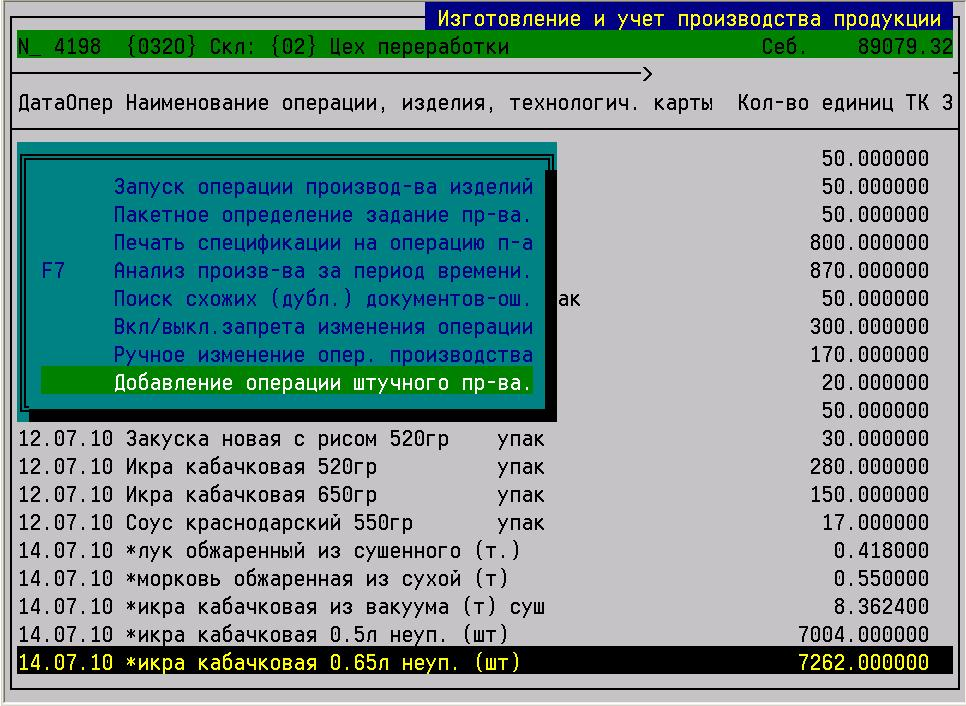 Изготовление и учет производства продукции
N_ 4198 {0320} Скл: {02} Цех переработки Себ. 89079.32
ДатаОпер Наименование операции, изделия, технологич. карты Кол-во единиц ТК З
50.000000
Запуск операции производ-ва изделий 50.000000
Пакетное определение задание пр-ва. 50.000000
Печать спецификации на операцию п-а 800.000000
F7 Анализ произв-ва за период времени. 870.000000
Поиск схожих (дубл.) документов-ош. ак 50.000000
Вкл/выкл.запрета изменения операции 300.000000
Ручное изменение опер. производства 170.000000
Добавление операции штучного пр-ва. 20.000000
50.000000
12.07.10 Закуска новая с рисом 520гр упак 30.000000
12.07.10 Икра кабачковая 520гр упак 280.000000
12.07.10 Икра кабачковая 650гр упак 150.000000
12.07.10 Соус краснодарский 550гр упак 17.000000
14.07.10 *лук обжаренный из сушенного (т.) 0.418000
14.07.10 *морковь обжаренная из сухой (т) 0.550000
14.07.10 *икра кабачковая из вакуума (т) суш 8.362400
14.07.10 *икра кабачковая 0.5л неуп. (шт) 7004.000000
14.07.10 *икра кабачковая 0.65л неуп. (шт) 7262.000000